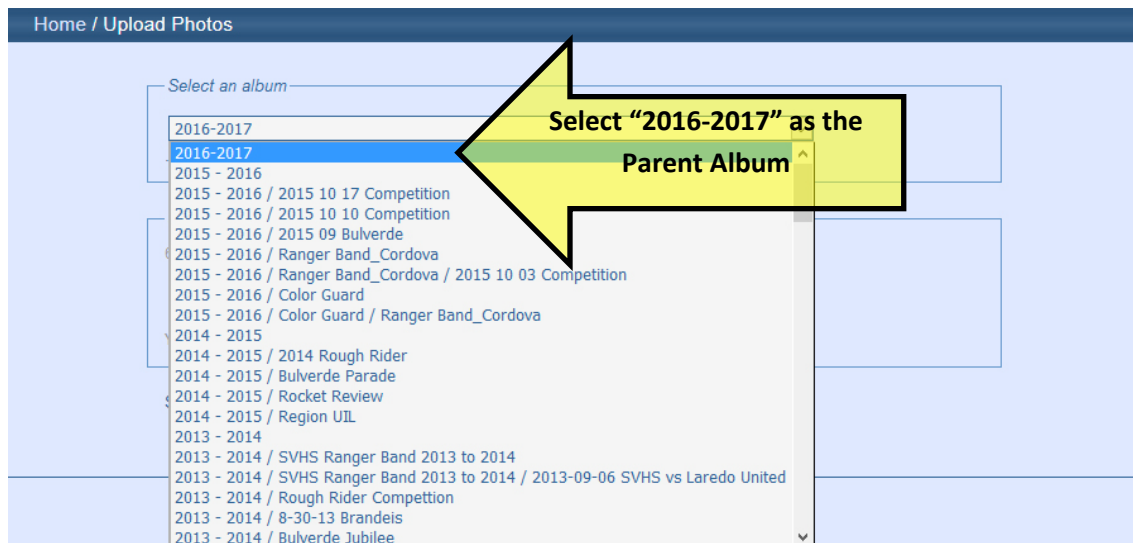 Home / Upload Photos
Select an album
2016-2017
Select “2016-2017” as the
Parent Album
2016-2017
2015 - 2016
2015 - 2016 / 2015 10 17 Competition
2015 - 2016 / 2015 10 10 Competition
2015 - 2016 / 2015 09 Bulverde
2015 - 2016 / Ranger Band_Cordova
2015 - 2016 / Ranger Band_Cordova / 2015 10 03 Competition
2015 - 2016 / Color Guard
2015 - 2016 / Color Guard / Ranger Band_Cordova
2014 - 2015
2014 - 2015 / 2014 Rough Rider
2014 - 2015 / Bulverde Parade
2014 - 2015 / Rocket Review
2014 - 2015 / Region UIL
2013 - 2014
2013 - 2014 / SVHS Ranger Band 2013 to 2014
2013 - 2014 / SVHS Ranger Band 2013 to 2014 / 2013-09-06 SVHS vs Laredo United
2013 - 2014 / Rough Rider Compettion
2013 - 2014 / 8-30-13 Brandeis
2013 - 2014 / Bulverde Jubilee